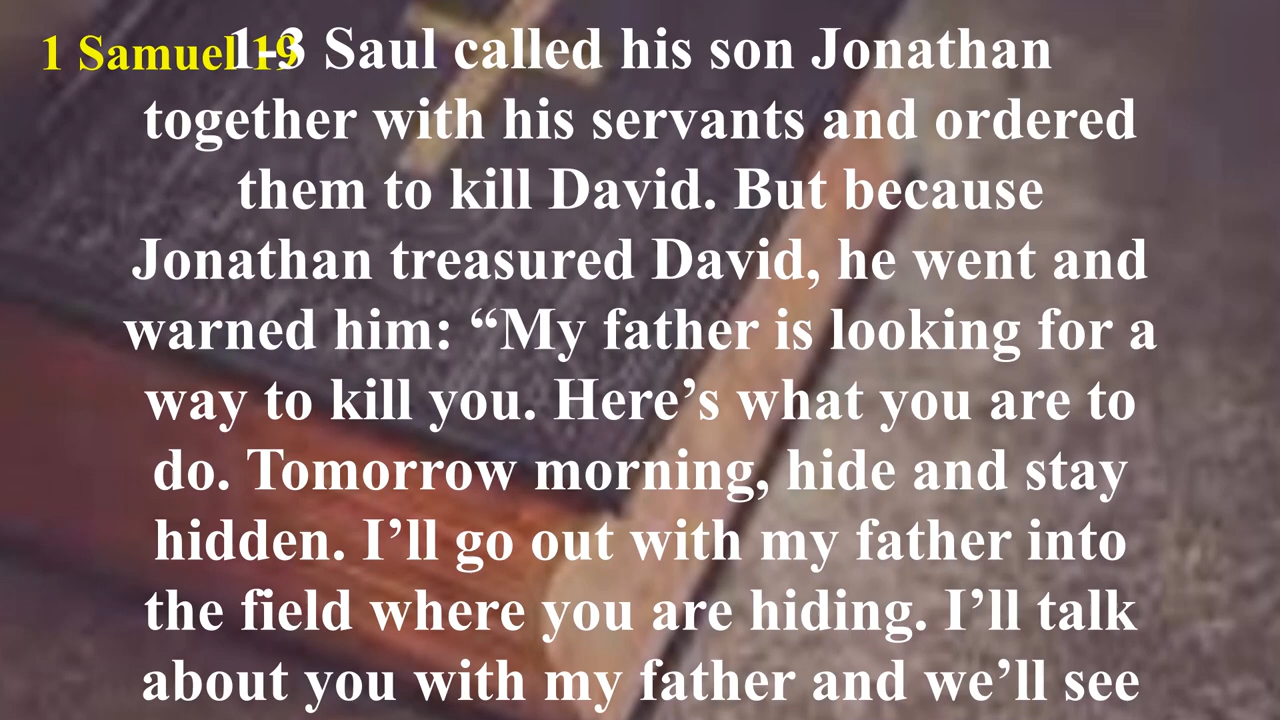 1 Samuel 19
1-3 Saul called his son Jonathan
together with his servants and ordered
them to kill David. But because
Jonathan treasured David, he went and
warned him: “My father is looking for a
way to kill you. Here’s what you are to
do. Tomorrow morning, hide and stay
hidden. I’ll go out with my father into
the field where you are hiding. I’ll talk
about you with my father and we’ll see